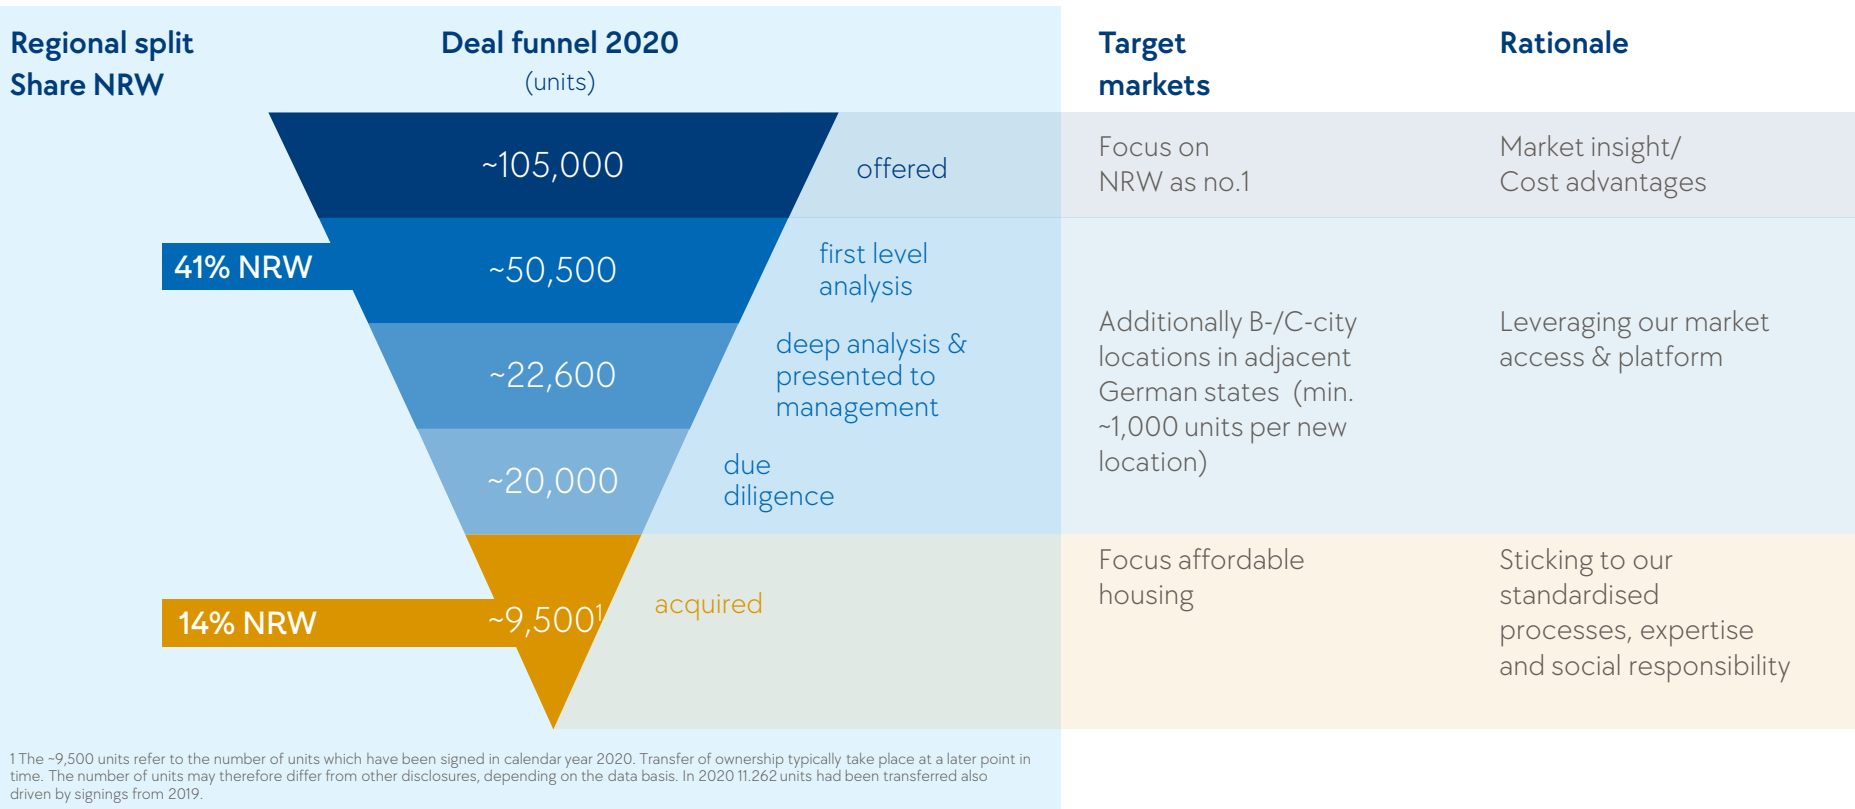 Regional split
Share NRW
Deal funnel 2020
(units)
Target
markets
Rationale
~105,000
offered
Focus on
NRW as no.1
Market insight/
Cost advantages
41% NRW
~50,500
first level
analysis
~22,600
deep analysis &
presented to
management
Additionally B-/C-city
locations in adjacent
German states (min.
~1,000 units per new
location)
Leveraging our market
access & platform
~20,000
due
diligence
14% NRW
~9,500¹
acquired
Focus affordable
housing
Sticking to our
standardised
processes, expertise
and social responsibility
1 The ~9,500 units refer to the number of units which have been signed in calendar year 2020. Transfer of ownership typically take place at a later point in
time. The number of units may therefore differ from other disclosures, depending on the data basis. In 2020 11.262 units had been transferred also
driven by signings from 2019.